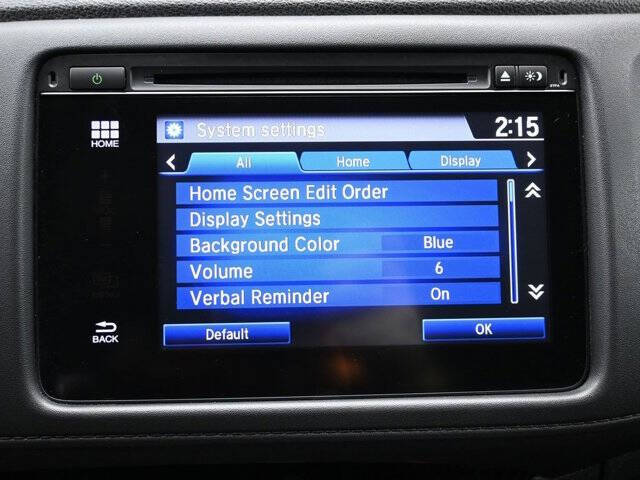 System settings
2:15
HOME
All Home Display
Home Screen Edit Order
Display Settings
Background Color Blue
Volume 6
Verbal Reminder On
BACK
Default OK